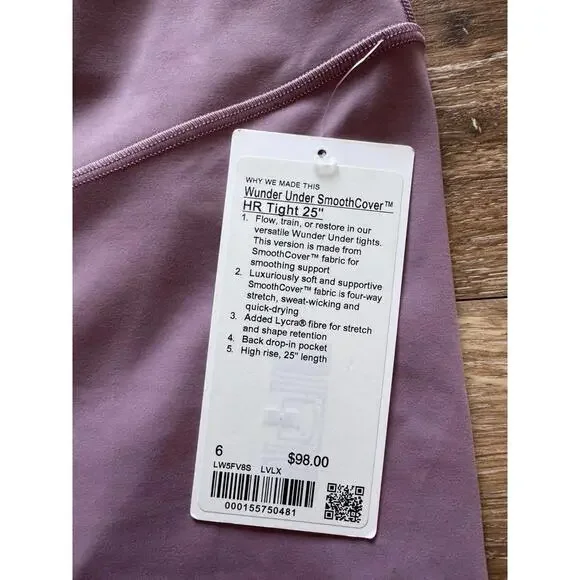 WHY WE MADE THIS
Wunder Under SmoothCover™
HR Tight 25"
1. Flow, train, or restore in our
versatile Wunder Under tights.
This version is made from
SmoothCover™ fabric for
smoothing support
2. Luxuriously soft and supportive
SmoothCover™ fabric is four-way
stretch, sweat-wicking and
quick-drying
3. Added Lycra® fibre for stretch
and shape retention
4. Back drop-in pocket
5. High rise, 25" length
6 $98.00
LW5FV8S LVLX
000155750481